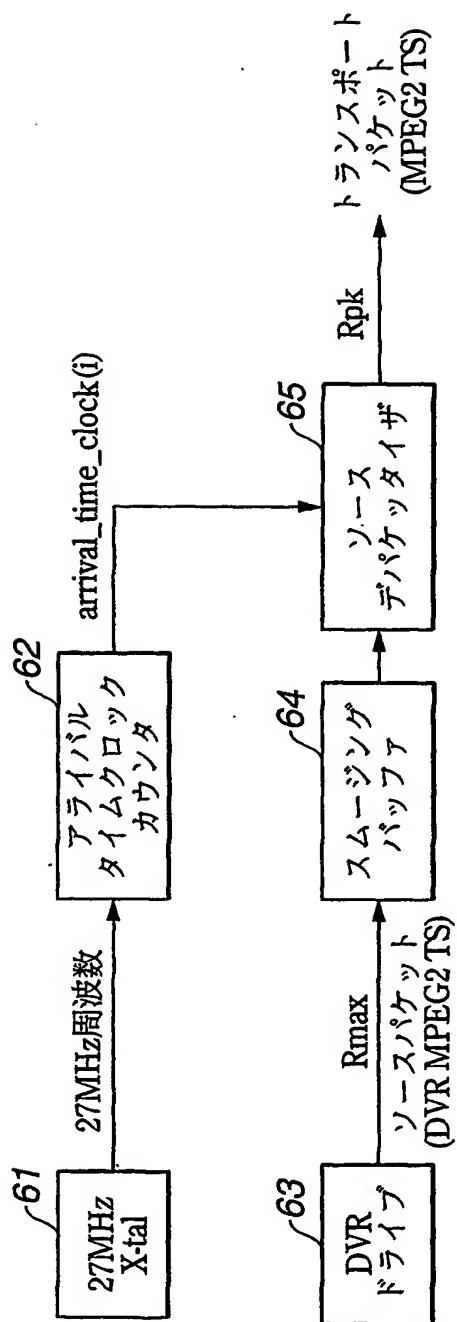 61
27MHz
X-tal
27MHz周波数
62
アライバル
タイムクロック
カウンタ
arrival_time_clock(i)
63
DVR
ドライブ
Rmax
ソースパケット
(DVR MPEG2 TS)
64
スムージング
バッファ
65
ソース
デパケッタイザ
Rpk
トランスポート
パケット
(MPEG2 TS)